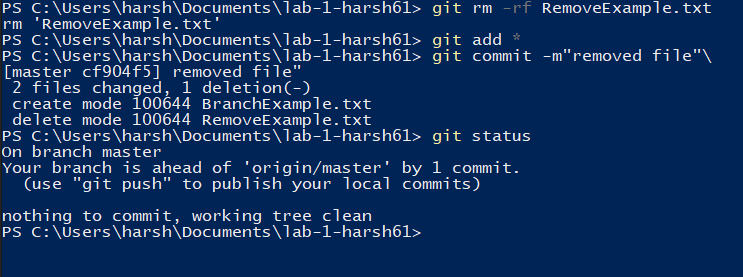 PS C:\Users\harsh\Documents\lab-1-harsh61> git rm -rf RemoveExample.txt
rm 'RemoveExample.txt'
PS C:\Users\harsh\Documents\lab-1-harsh61> git add *
PS C:\Users\harsh\Documents\lab-1-harsh61> git commit -m"removed file"\
[master cf904f5] removed file"
 2 files changed, 1 deletion(-)
 create mode 100644 BranchExample.txt
 delete mode 100644 RemoveExample.txt
PS C:\Users\harsh\Documents\lab-1-harsh61> git status
On branch master
Your branch is ahead of 'origin/master' by 1 commit.
  (use "git push" to publish your local commits)

nothing to commit, working tree clean
PS C:\Users\harsh\Documents\lab-1-harsh61>